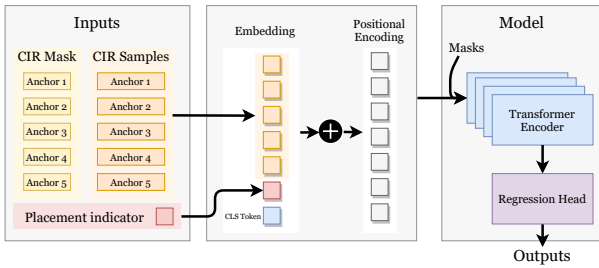 Inputs
CIR Mask
CIR Samples
Anchor 1
Anchor 1
Anchor 2
Anchor 2
Anchor 3
Anchor 3
Anchor 4
Anchor 4
Anchor 5
Anchor 5
Placement indicator
Embedding
CLS Token
Positional
Encoding
Model
Masks
Transformer
Encoder
Regression Head
Outputs